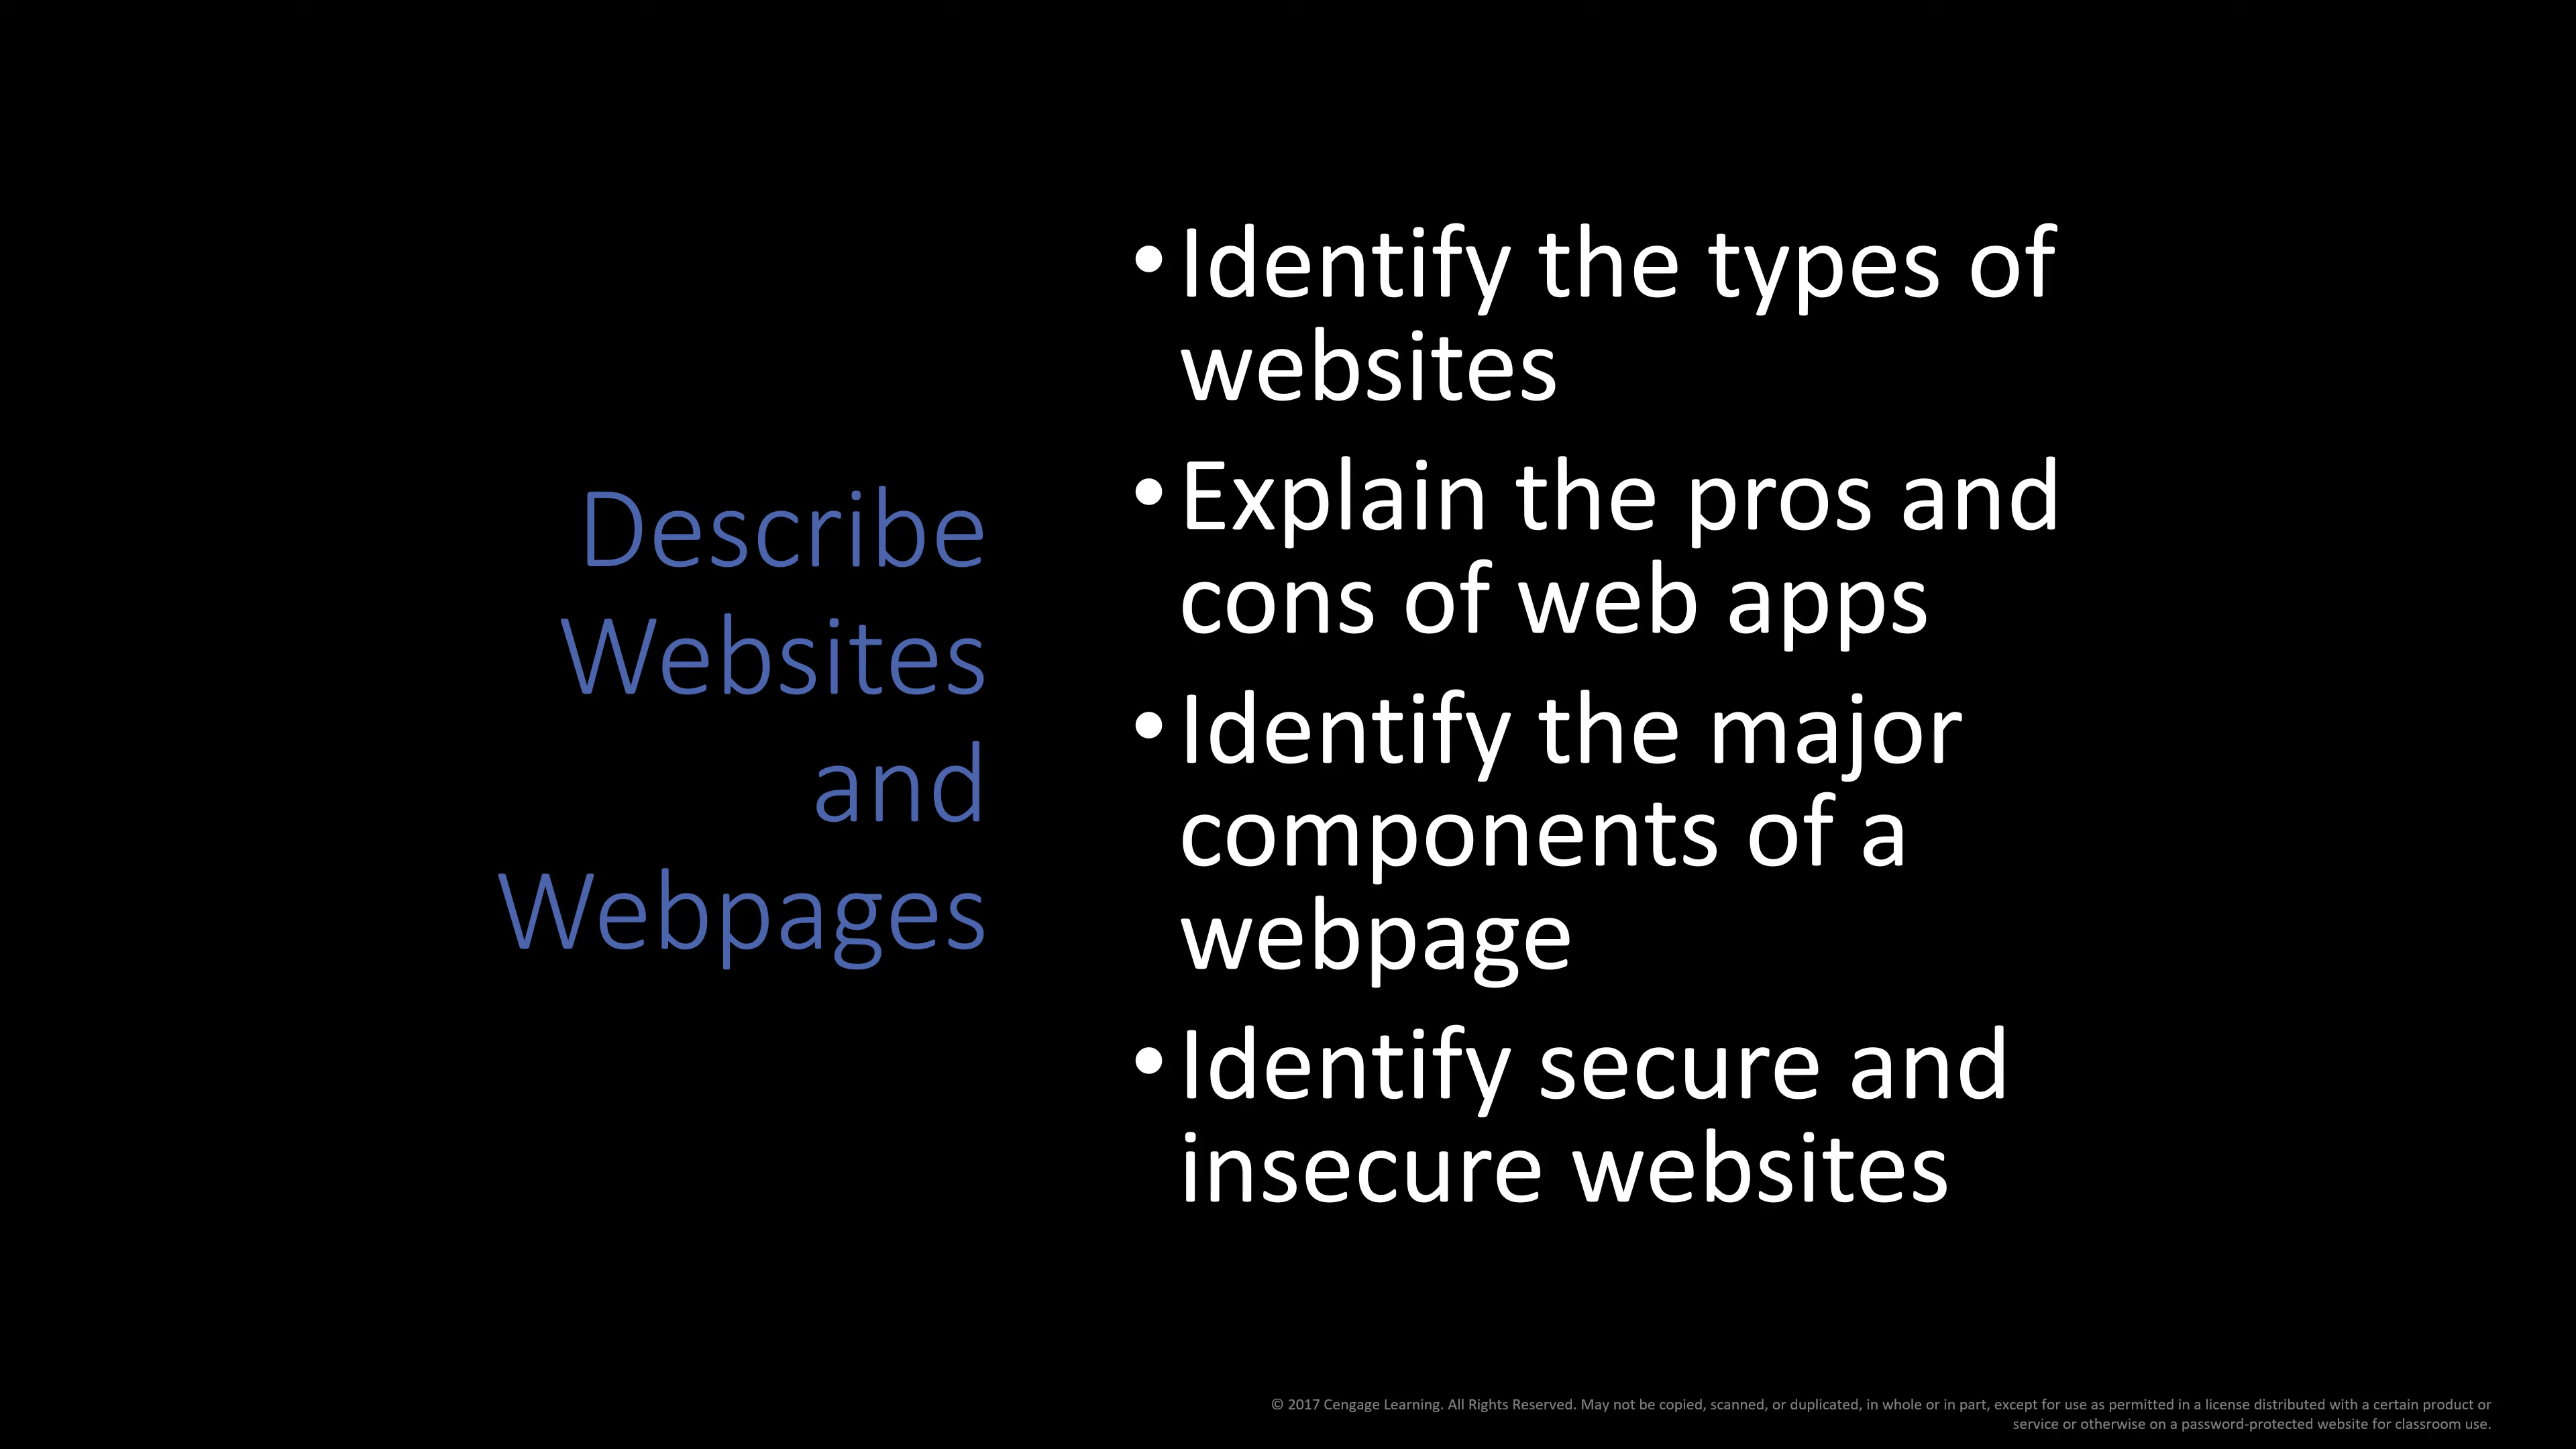 Describe
Websites
and
Webpages
• Identify the types of
websites
• Explain the pros and
cons of web apps
• Identify the major
components of a
webpage
• Identify secure and
insecure websites
© 2017 Cengage Learning. All Rights Reserved. May not be copied, scanned, or duplicated, in whole or in part, except for use as permitted in a license distributed with a certain product or
service or otherwise on a password-protected website for classroom use.